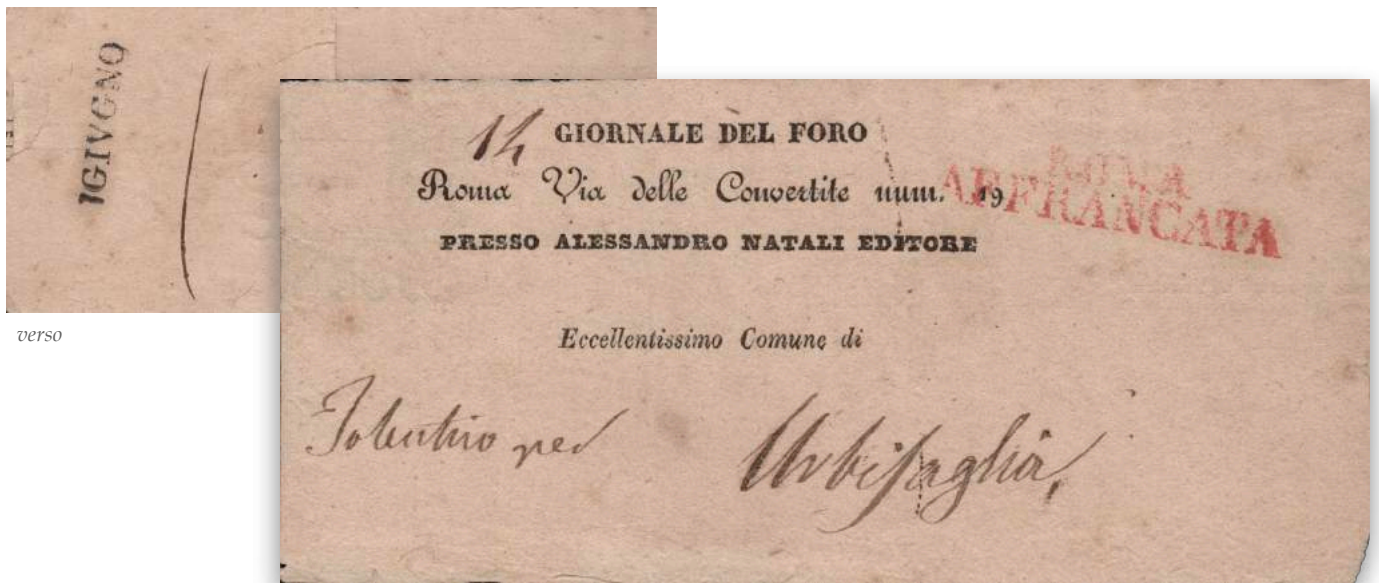 IGIVGNO
verso
14 GIORNALE DEL FORO
Roma Via delle Convertite num. 19
PRESSO ALESSANDRO NATALI EDITORE
ROMA
AFFRANCATA
Eccellentissimo Comune di
Tolentino per Urbisaglia,